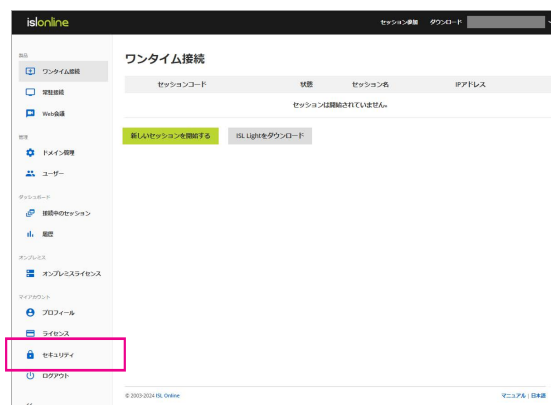 islonline
セッション参加 ダウンロード
製品
ワンタイム接続
常駐接続
Web会議
管理
ドメイン管理
ユーザー
ダッシュボード
接続中のセッション
履歴
オンプレミス
オンプレミスライセンス
マイアカウント
プロフィール
ライセンス
セキュリティ
ログアウト
ワンタイム接続
セッションコード 状態 セッション名 IPアドレス
セッションは開始されていません。
新しいセッションを開始する ISL Lightをダウンロード
© 2003-2024 ISL Online
マニュアル | 日本語